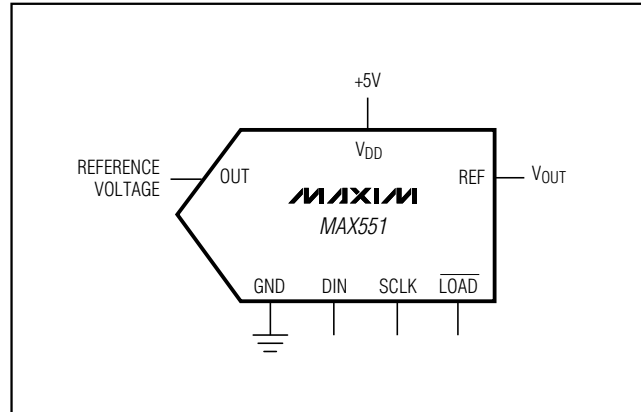 +5V
VDD
REFERENCE
VOLTAGE
OUT
REF
VOUT
MAXIM
MAX551
GND
DIN
SCLK
LOAD